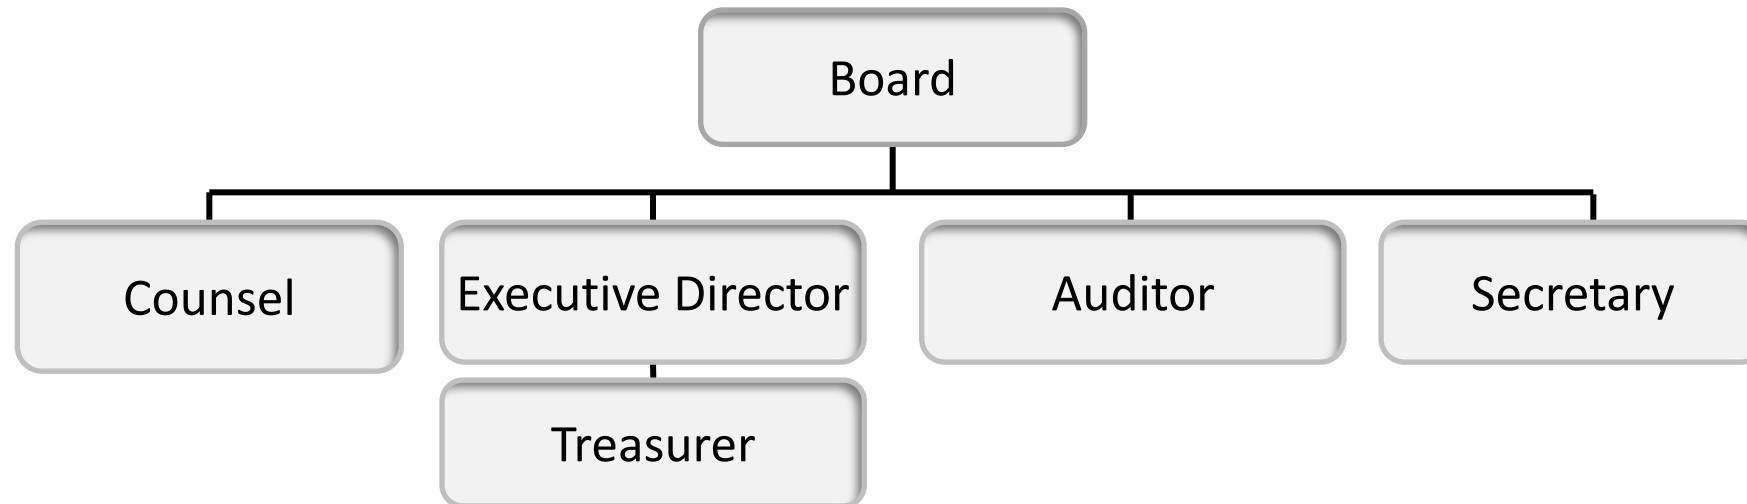 Board
Counsel
Executive Director
Auditor
Secretary
Treasurer